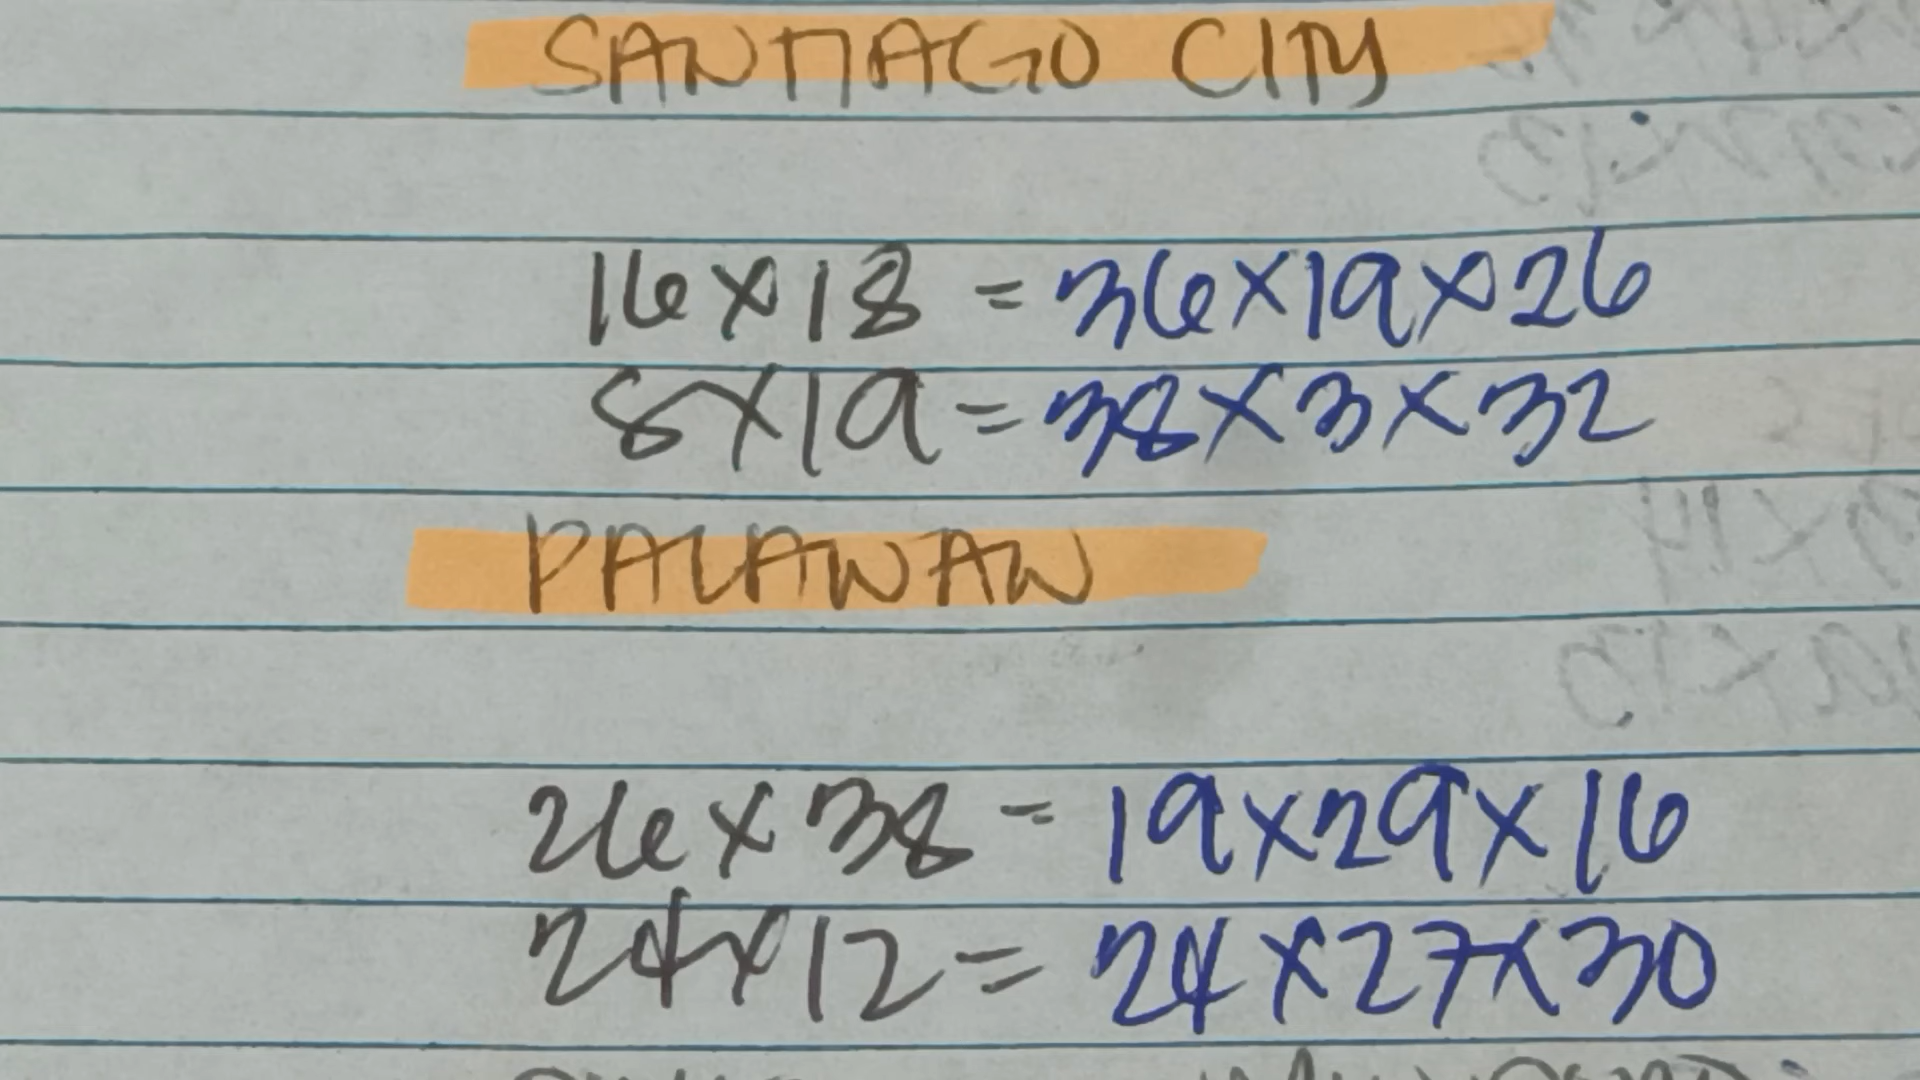 SANTIAGO CITY
16×18 = 36×19×26
8×19 = 38×3×32
PALAWAN
26×38 = 19×29×16
24×12 = 24×27×30